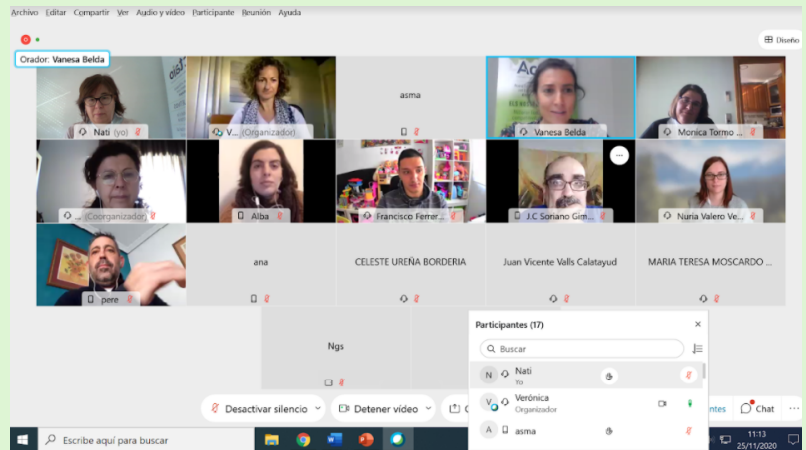 Archivo Editar Compartir Ver Audio y vídeo Participante Reunión Ayuda
Diseño
Orador: Vanesa Belda
Nati (yo)
V... (Organizador)
asma
Vanesa Belda
Monica Tormo ...
... (Coorganizador)
Alba
Francisco Ferrer...
J.C Soriano Gim...
Nuria Valero Ve...
pere
ana
CELESTE UREÑA BORDERIA
Juan Vicente Valls Calatayud
MARIA TERESA MOSCARDO ...
Ngs
Participantes (17)
Buscar
N Nati
Yo
V Verónica
Organizador
A asma
Desactivar silencio
Detener vídeo
C
ntes
Chat
Escribe aquí para buscar
11:13
25/11/2020